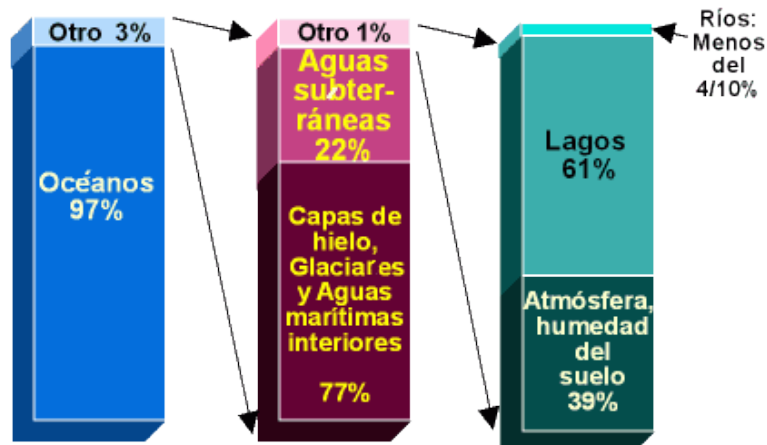 Otro 3%
Océanos
97%
Otro 1%
Aguas
subter-
ráneas
22%
Capas de
hielo,
Glaciares
y Aguas
marítimas
interiores
77%
Ríos:
Menos
del
4/10%
Lagos
61%
Atmósfera,
humedad
del
suelo
39%